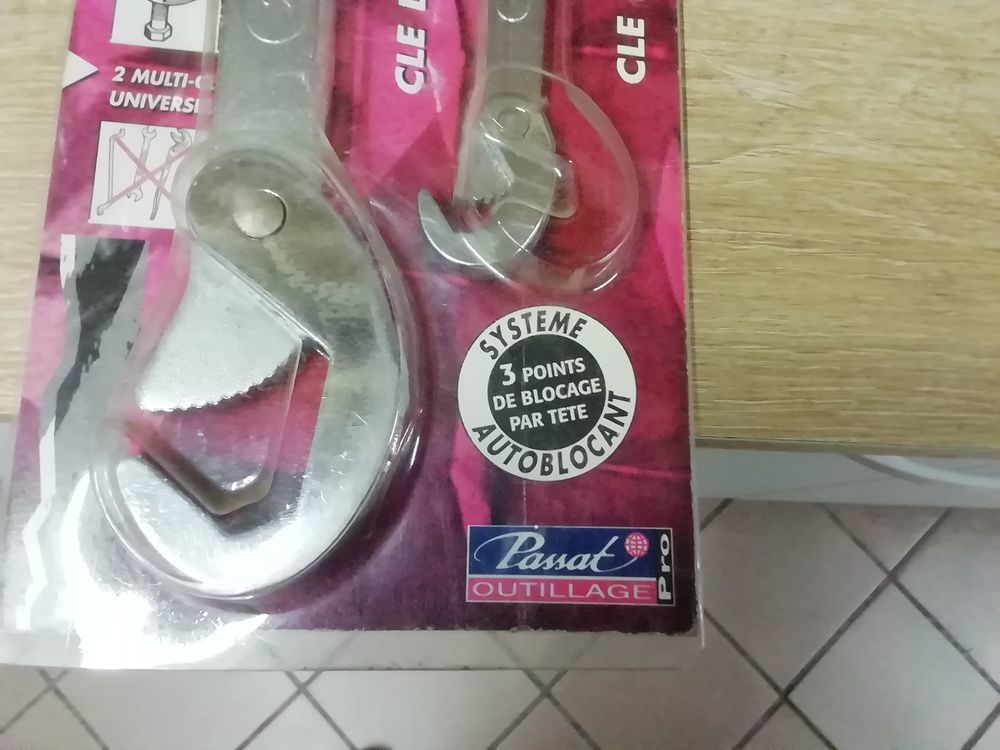 2 MULTI-
UNIVERS
CLE
CLE
SYSTEME
3 POINTS
DE BLOCAGE
PAR TETE
AUTOBLOCANT
Passat
OUTILLAGE
Pro